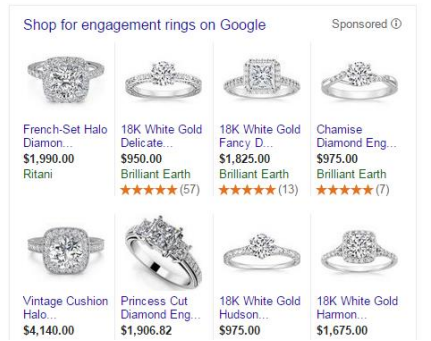 Shop for engagement rings on Google
Sponsored ⓘ
French-Set Halo
Diamon...
$1,990.00
Ritani
18K White Gold
Delicate...
$950.00
Brilliant Earth
(57)
18K White Gold
Fancy D...
$1,825.00
Brilliant Earth
(13)
Chamise
Diamond Eng...
$975.00
Brilliant Earth
(7)
Vintage Cushion
Halo...
$4,140.00
Princess Cut
Diamond Eng...
$1,906.82
18K White Gold
Hudson...
$975.00
18K White Gold
Harmon...
$1,675.00